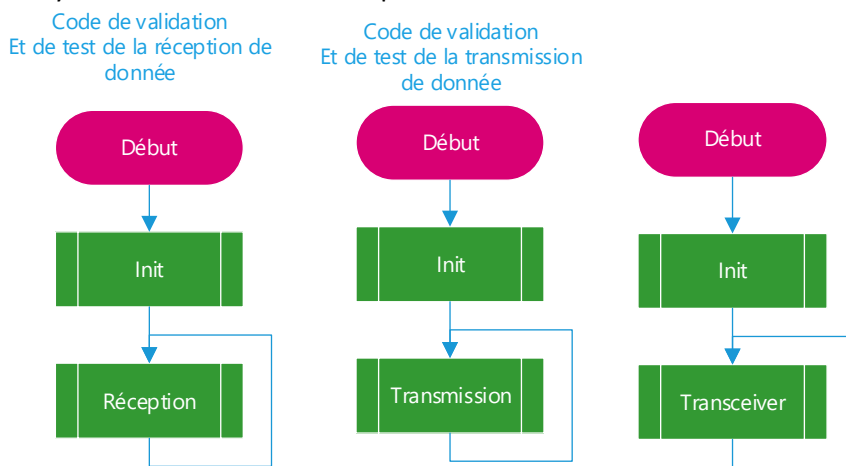 Code de validation
Et de test de la réception de
donnée
Code de validation
Et de test de la transmission
de donnée
Début
Début
Début
Init
Init
Init
Réception
Transmission
Transceiver